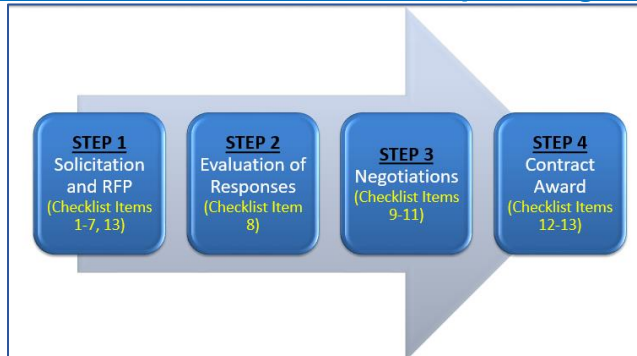 STEP 1
Solicitation
and RFP
(Checklist Items
1-7, 13)
STEP 2
Evaluation of
Responses
(Checklist Item
8)
STEP 3
Negotiations
(Checklist Items
9-11)
STEP 4
Contract
Award
(Checklist Items
12-13)